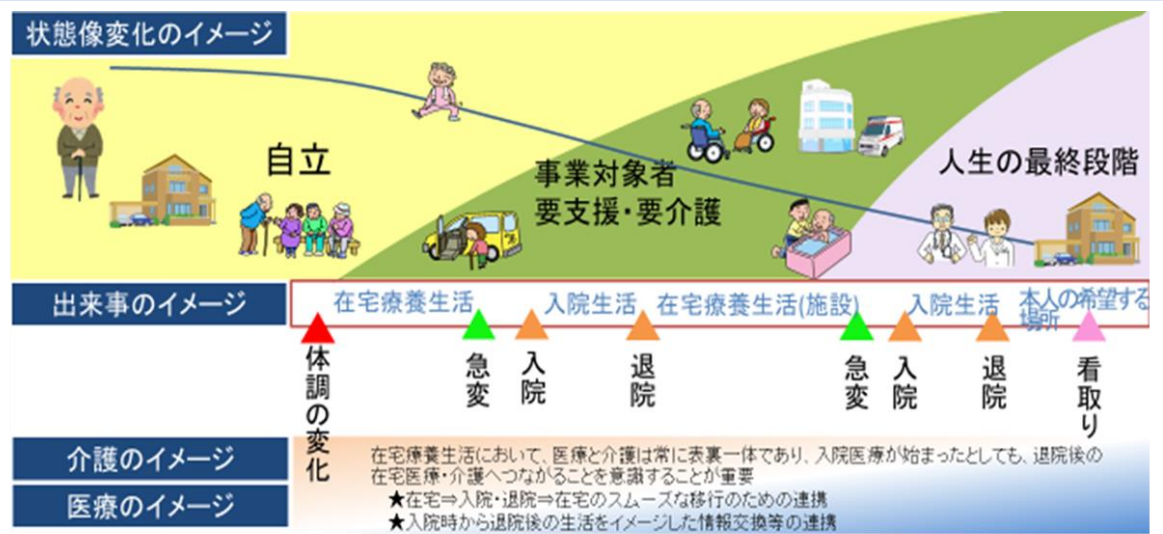 状態像変化のイメージ
自立
事業対象者
要支援・要介護
人生の最終段階
出来事のイメージ
在宅療養生活
入院生活
在宅療養生活(施設)
入院生活
本人の希望する
場所
体調の変化
急変
入院
退院
急変
入院
退院
看取り
介護のイメージ
医療のイメージ
在宅療養生活において、医療と介護は常に表裏一体であり、入院医療が始まったとしても、退院後の
在宅医療・介護へつながることを意識することが重要
★在宅⇒入院・退院⇒在宅のスムーズな移行のための連携
★入院時から退院後の生活をイメージした情報交換等の連携